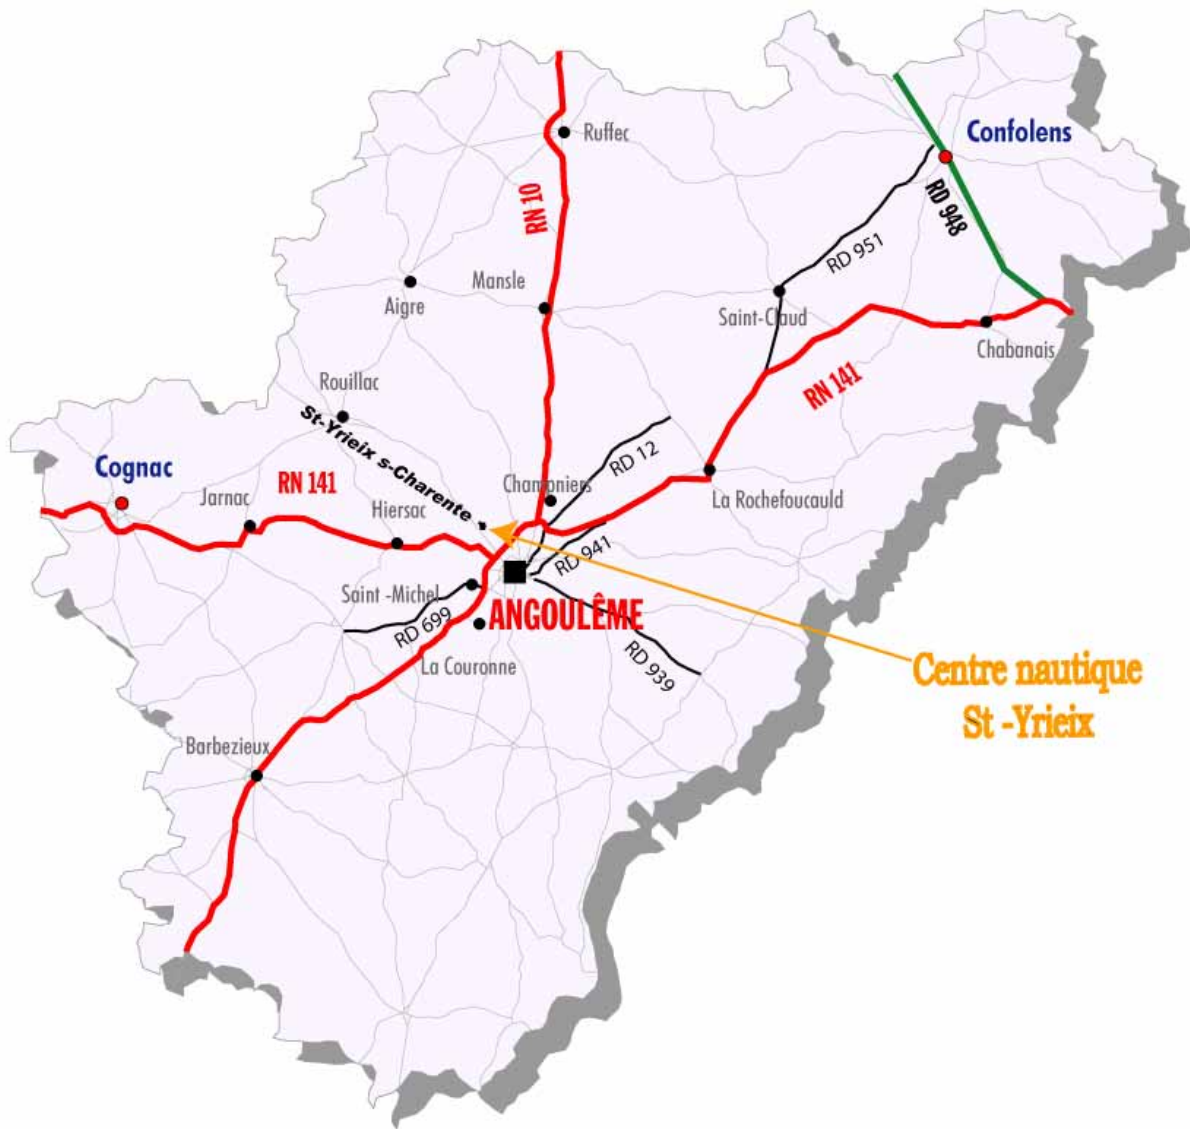 Ruffec
Confolens
RN 10
RD 948
RD 951
Mansle
Aigre
Saint-Claud
Chabanais
Rouillac
RN 141
St-Yrieix s-Charente
RD 12
Cognac
Jarnac
RN 141
Hiersac
Champniers
La Rochefoucauld
RD 941
Saint -Michel
ANGOULÊME
RD 699
La Couronne
RD 939
Centre nautique
St -Yrieix
Barbezieux